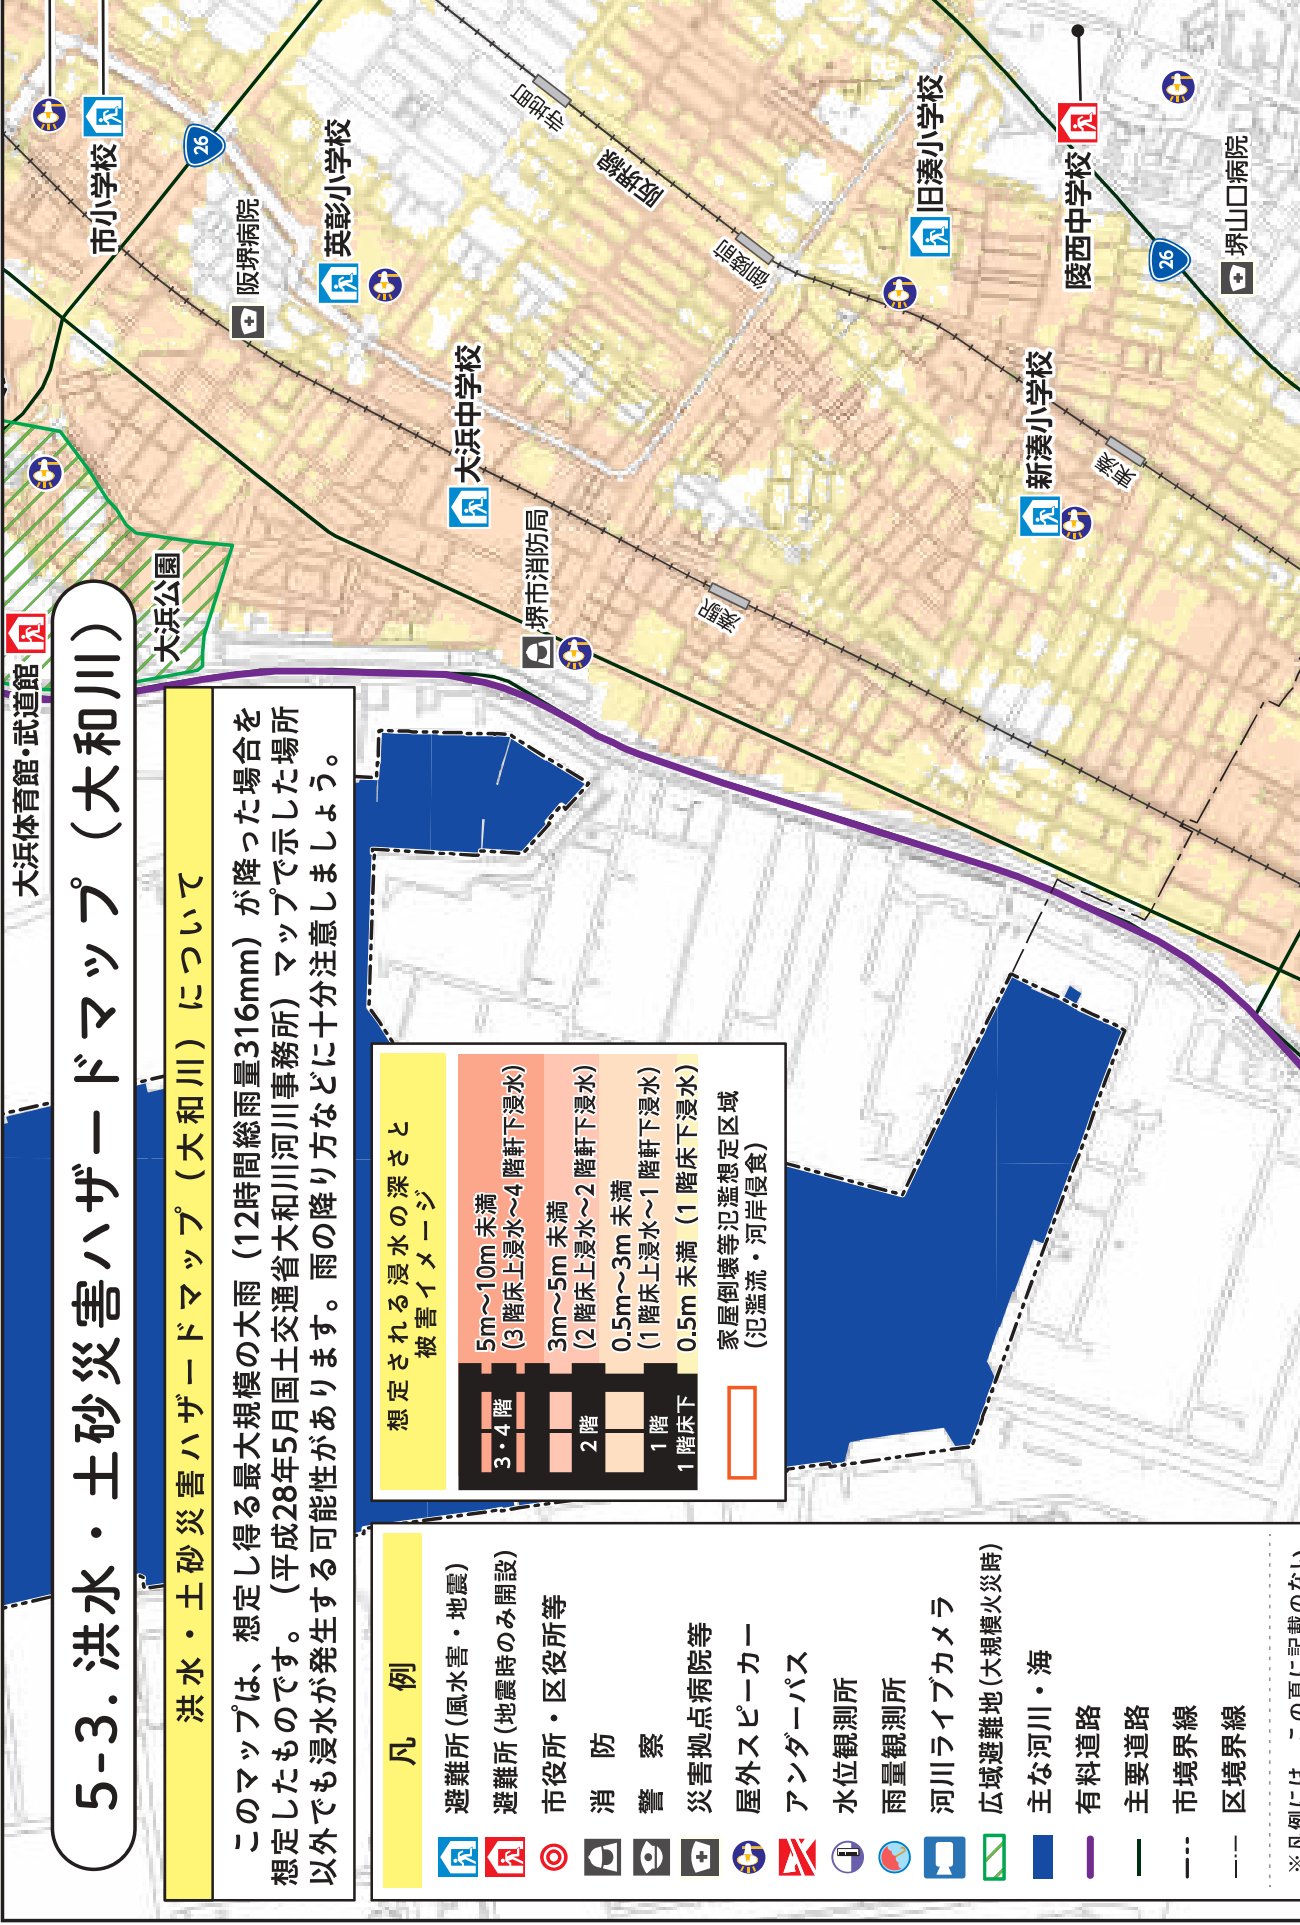 5-3. 洪水・土砂災害ハザードマップ（大和川）
洪水・土砂災害ハザードマップ（大和川）について
このマップは、想定し得る最大規模の大雨（12時間総雨量316mm）が降った場合を
想定したものです。（平成28年5月国土交通省大和川河川事務所）マップで示した場所
以外でも浸水が発生する可能性があります。雨の降り方などに十分注意しましょう。
想定される浸水の深さと
被害イメージ
3・4階
5m～10m 未満
(3 階床上浸水～4 階軒下浸水)
2階
3m～5m 未満
(2 階床上浸水～2 階軒下浸水)
1階
0.5m～3m 未満
(1 階床上浸水～1 階軒下浸水)
1階床下
0.5m 未満（1 階床下浸水）
家屋倒壊等氾濫想定区域
（氾濫流・河岸侵食）
凡例
避難所（風水害・地震）
避難所（地震時のみ開設）
市役所・区役所等
消防
警察
災害拠点病院等
屋外スピーカー
アンダーパス
水位観測所
雨量観測所
河川ライブカメラ
広域避難地（大規模火災時）
主な河川・海
有料道路
主要道路
市境界線
区境界線
※凡例には、この頁に記載のない
大浜体育館・武道館
大浜公園
市小学校
26
阪堺病院
英彰小学校
大浜中学校
堺市消防局
寺地町
阪堺線
御陵前
湊駅
旧湊小学校
新湊小学校
東湊
陵西中学校
26
堺山口病院